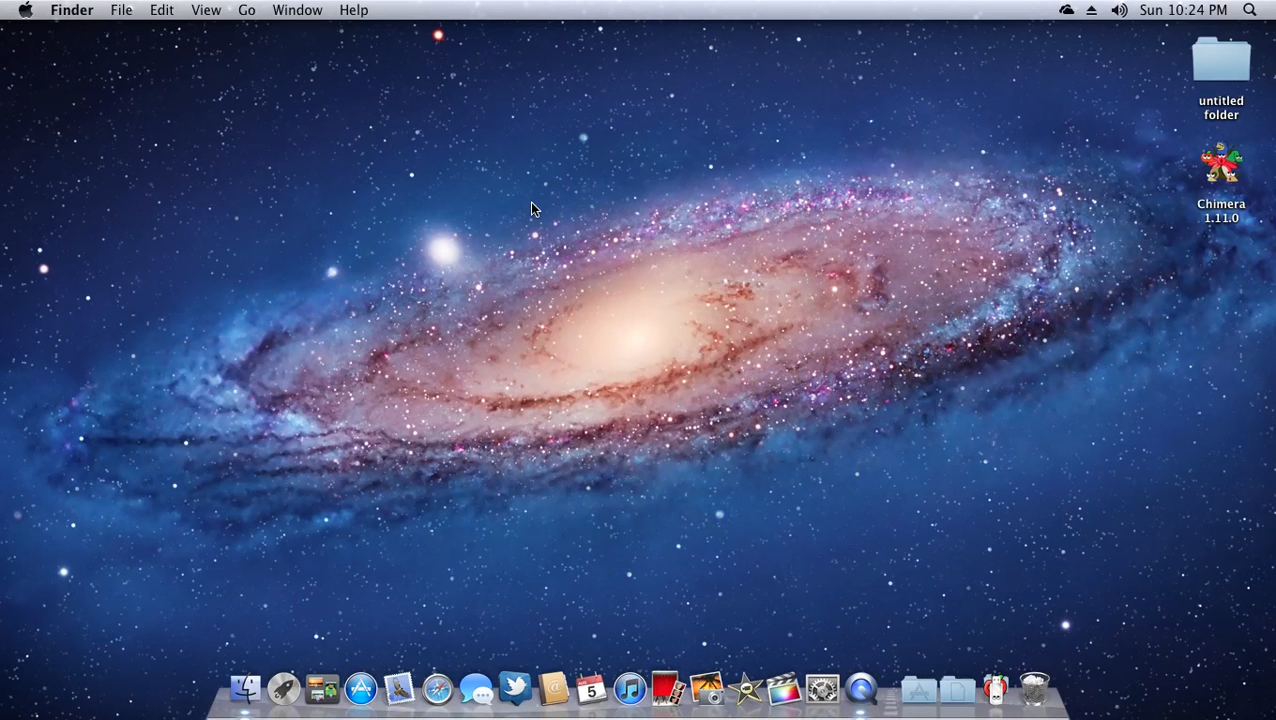 Finder File Edit View Go Window Help Sun 10:24 PM
untitled
folder
Chimera
1.11.0
5